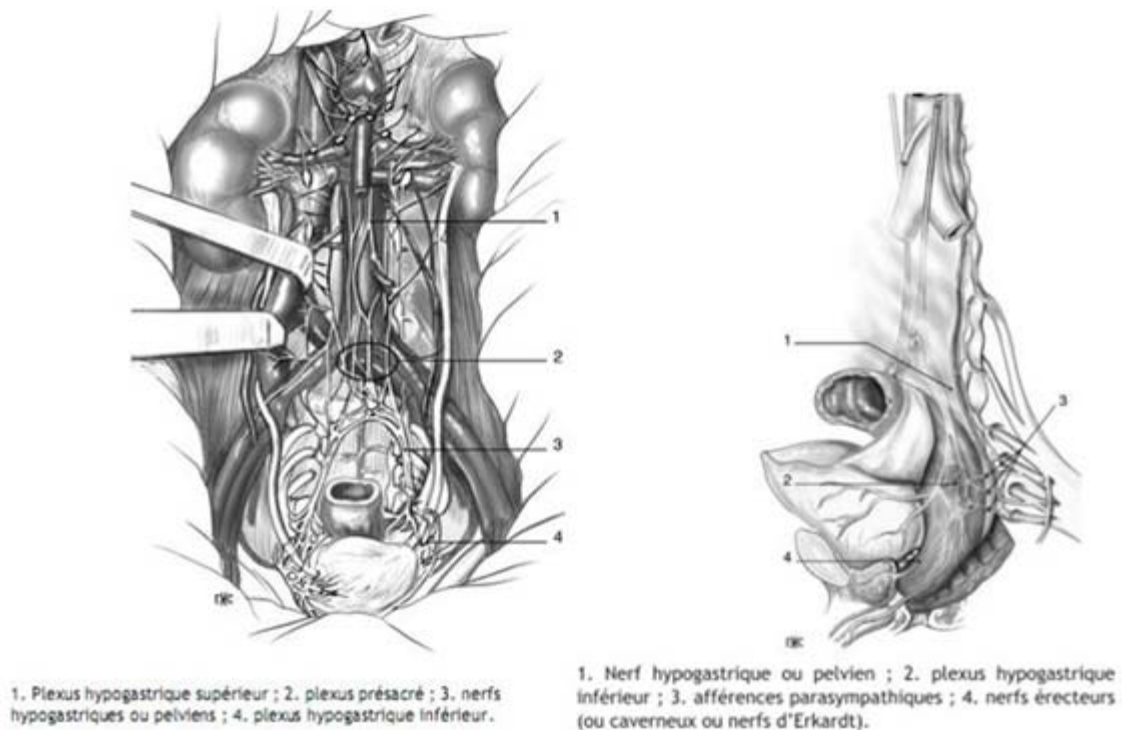 1
2
3
4
1
3
2
4
1. Plexus hypogastrique supérieur ; 2. plexus présacré ; 3. nerfs
hypogastriques ou pelviens ; 4. plexus hypogastrique inférieur.
1. Nerf hypogastrique ou pelvien ; 2. plexus hypogastrique
inférieur ; 3. afférences parasympathiques ; 4. nerfs érecteurs
(ou caverneux ou nerfs d'Erkardt).